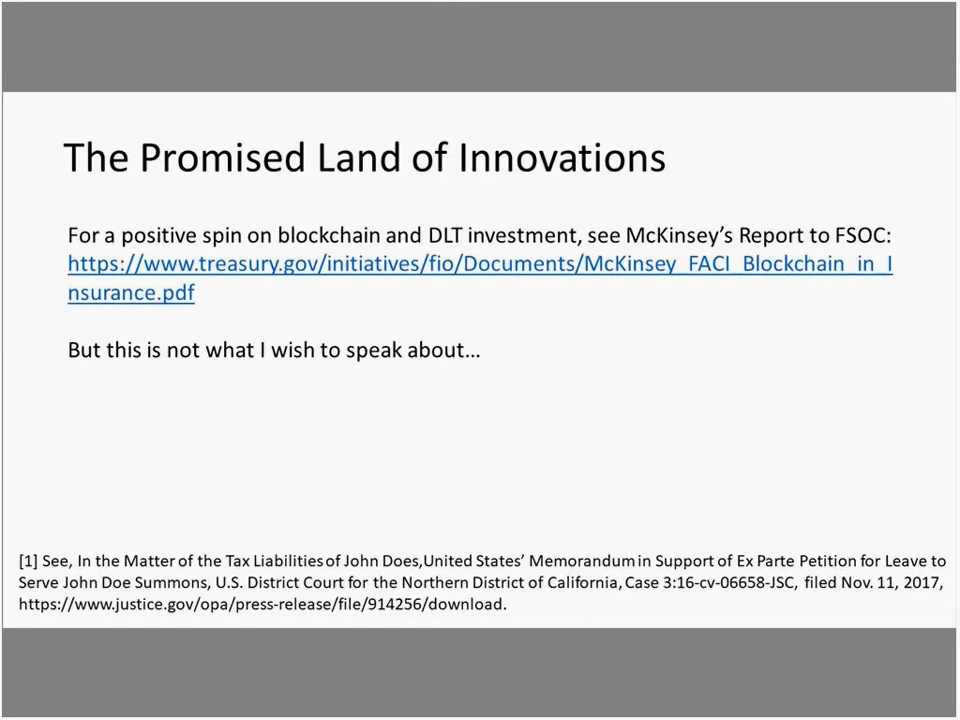 The Promised Land of Innovations
For a positive spin on blockchain and DLT investment, see McKinsey's Report to FSOC:
https://www.treasury.gov/initiatives/fio/Documents/McKinsey_FACI_Blockchain_in_I
nsurance.pdf
But this is not what I wish to speak about…
[1] See, In the Matter of the Tax Liabilities of John Does,United States' Memorandum in Support of Ex Parte Petition for Leave to
Serve John Doe Summons, U.S. District Court for the Northern District of California, Case 3:16-cv-06658-JSC, filed Nov. 11, 2017,
https://www.justice.gov/opa/press-release/file/914256/download.